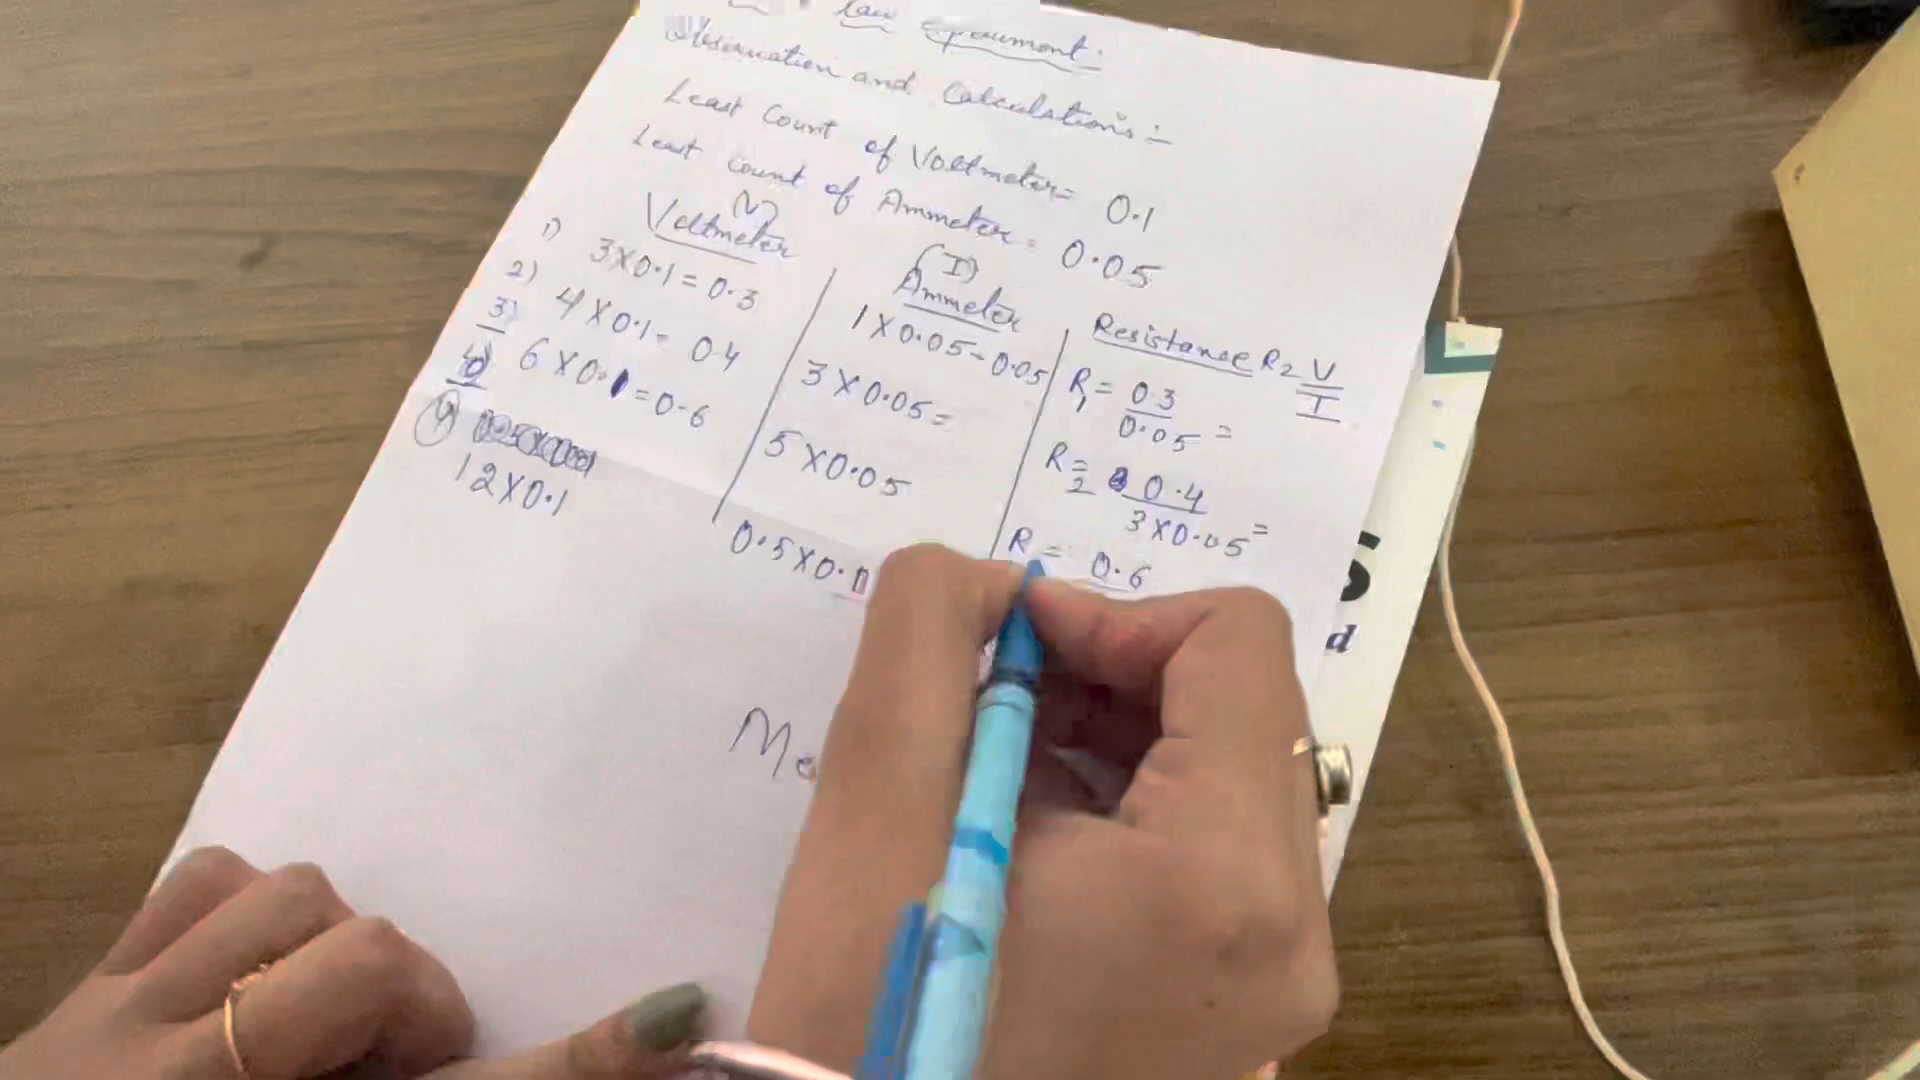 law experiment.
Observation and Calculations :-
Least Count of Voltmeter = 0.1
Least count of Ammeter = 0.05
(V)
Voltmeter
1) 3 X 0.1 = 0.3
2) 4 X 0.1 = 0.4
3) 6 X 0.1 = 0.6
4) 12 X 0.1
(I)
Ammeter
1 X 0.05 = 0.05
3 X 0.05 =
5 X 0.05
0.5 X 0.
Resistance R = V/I
R1 = 0.3/0.05 =
R2 = 0.4/3 X 0.05 =
R = 0.6
Me
S
d